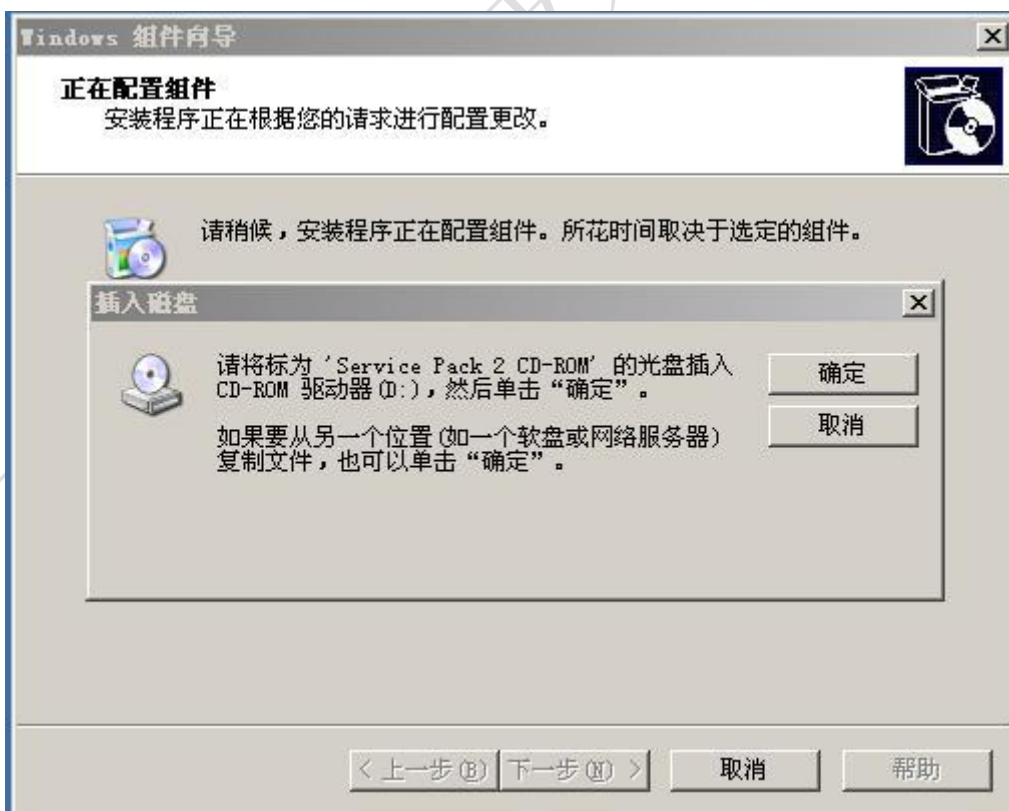 Windows 组件向导
正在配置组件
安装程序正在根据您的请求进行配置更改。
请稍候，安装程序正在配置组件。所花时间取决于选定的组件。
插入磁盘
请将标为‘Service Pack 2 CD-ROM’的光盘插入
CD-ROM 驱动器(D:)，然后单击“确定”。
如果要从另一个位置(如一个软盘或网络服务器)
复制文件，也可以单击“确定”。
确定
取消
< 上一步(B)
下一步(N) >
取消
帮助